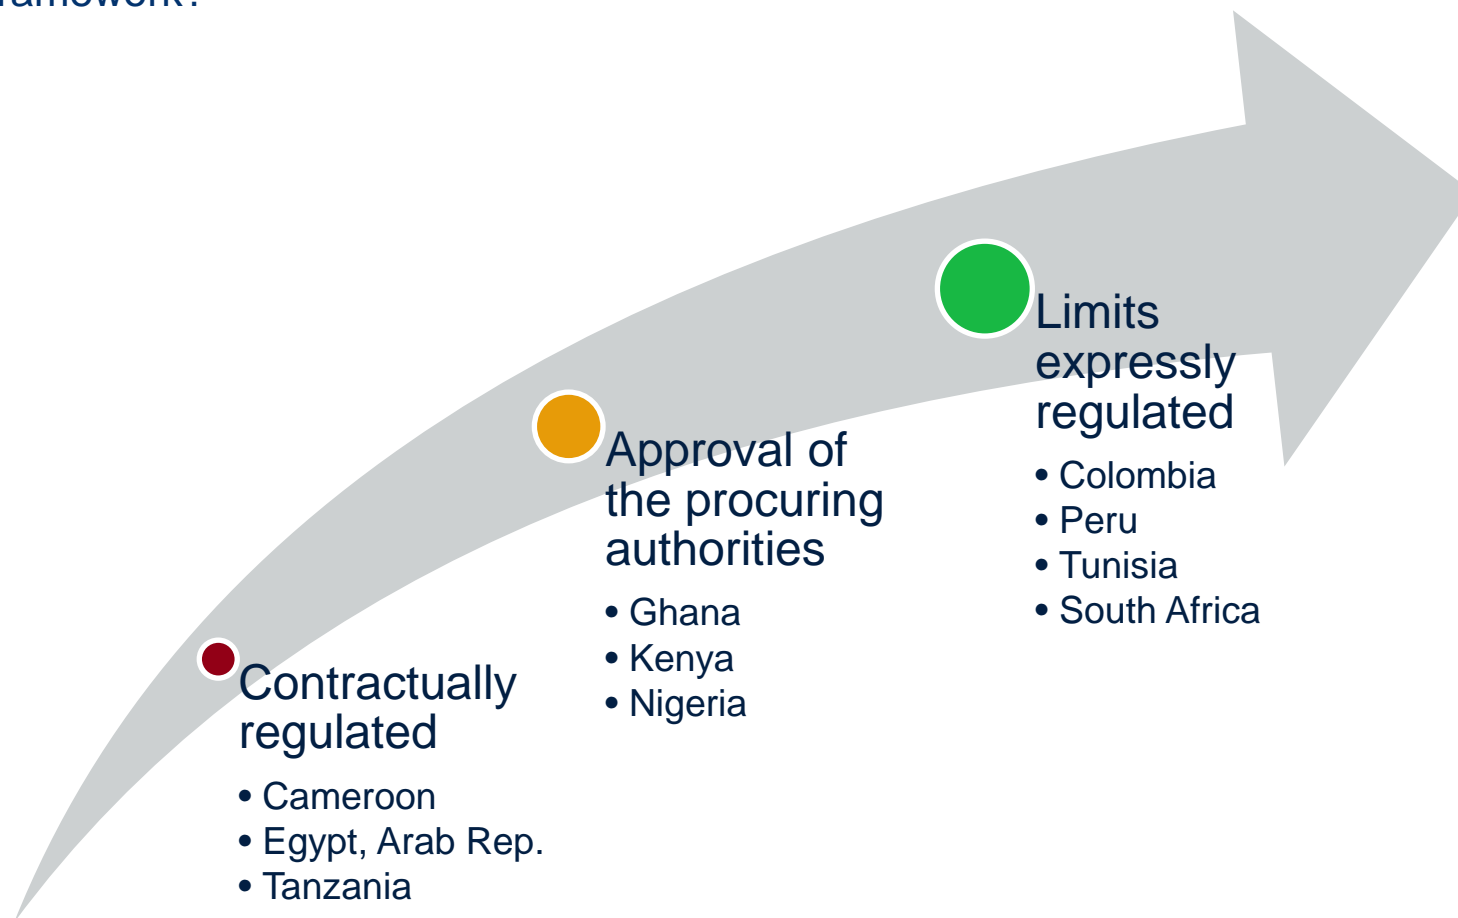 framework?
Contractually
regulated
• Cameroon
• Egypt, Arab Rep.
• Tanzania
Approval of
the procuring
authorities
• Ghana
• Kenya
• Nigeria
Limits
expressly
regulated
• Colombia
• Peru
• Tunisia
• South Africa